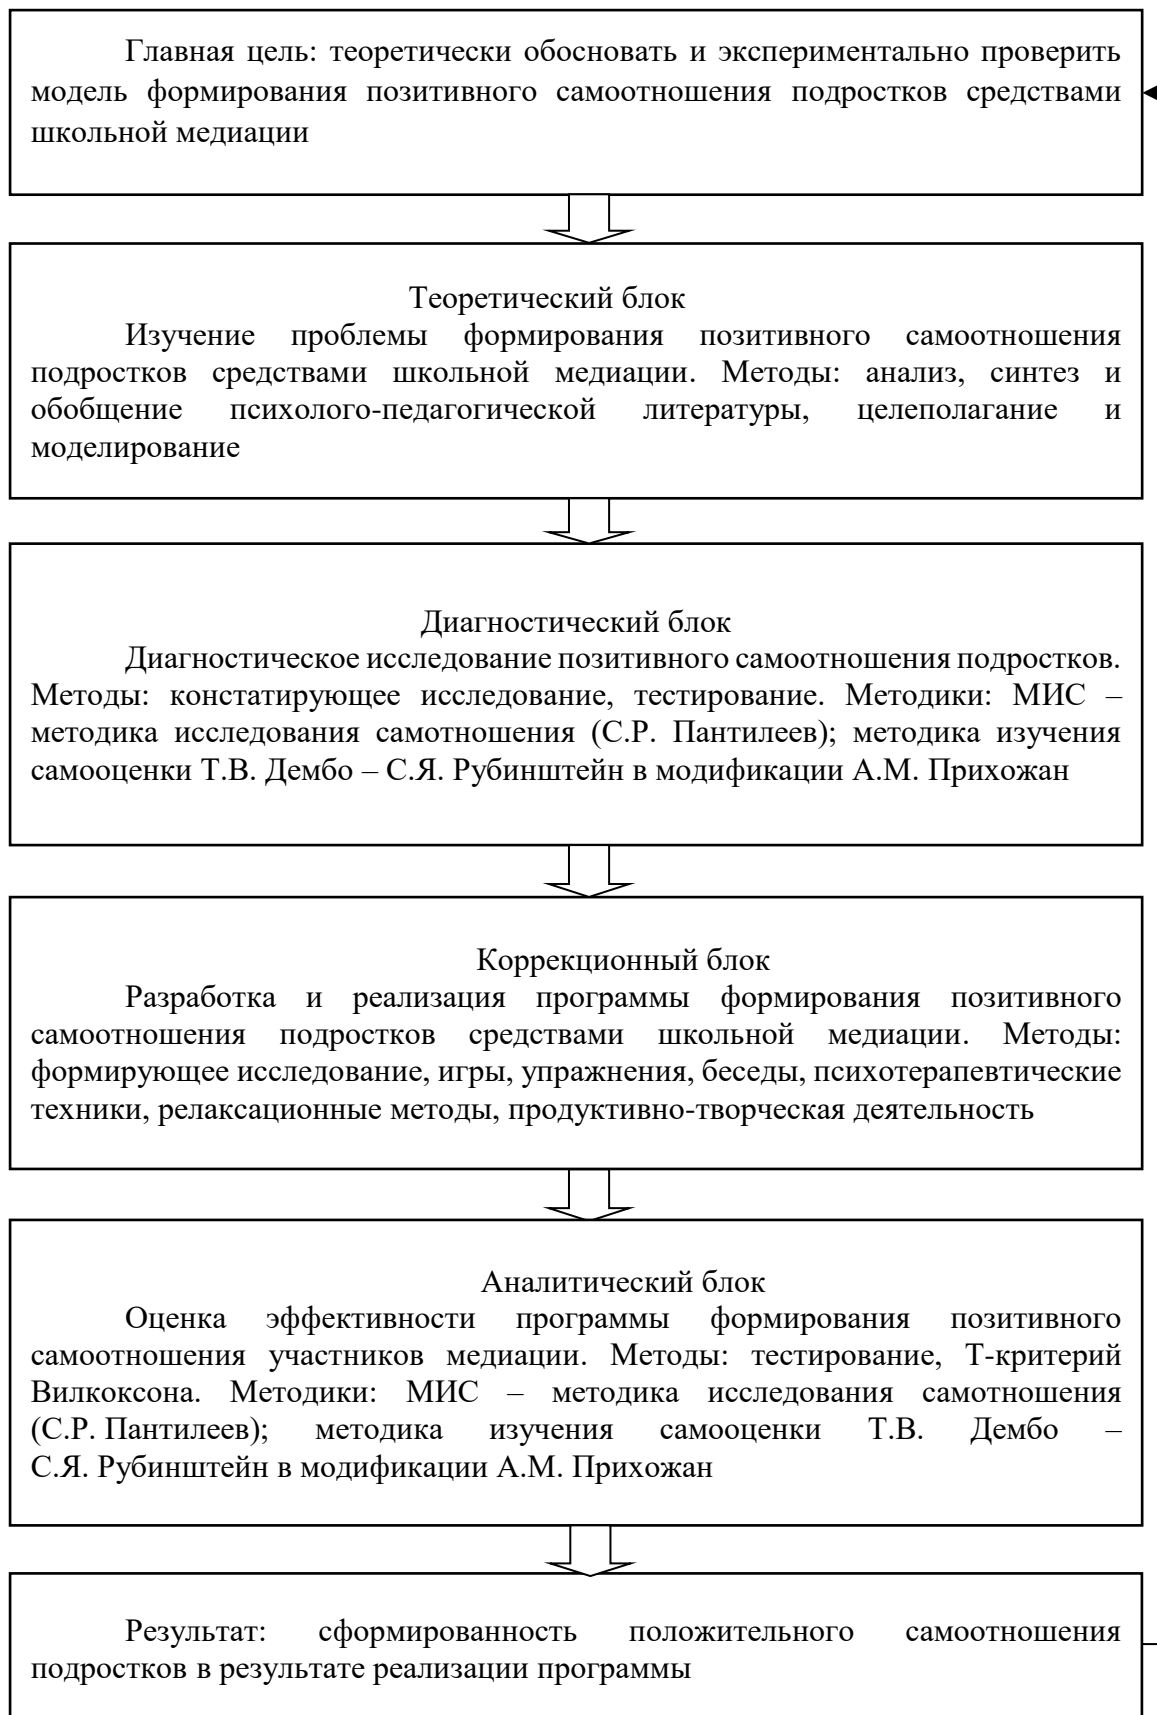 Главная цель: теоретически обосновать и экспериментально проверить
модель формирования позитивного самоотношения подростков средствами
школьной медиации
Теоретический блок
Изучение проблемы формирования позитивного самоотношения
подростков средствами школьной медиации. Методы: анализ, синтез и
обобщение психолого-педагогической литературы, целеполагание и
моделирование
Диагностический блок
Диагностическое исследование позитивного самоотношения подростков.
Методы: констатирующее исследование, тестирование. Методики: МИС –
методика исследования самотношения (С.Р. Пантилеев); методика изучения
самооценки Т.В. Дембо – С.Я. Рубинштейн в модификации А.М. Прихожан
Коррекционный блок
Разработка и реализация программы формирования позитивного
самоотношения подростков средствами школьной медиации. Методы:
формирующее исследование, игры, упражнения, беседы, психотерапевтические
техники, релаксационные методы, продуктивно-творческая деятельность
Аналитический блок
Оценка эффективности программы формирования позитивного
самоотношения участников медиации. Методы: тестирование, Т-критерий
Вилкоксона. Методики: МИС – методика исследования самотношения
(С.Р. Пантилеев); методика изучения самооценки Т.В. Дембо –
С.Я. Рубинштейн в модификации А.М. Прихожан
Результат: сформированность положительного самоотношения
подростков в результате реализации программы